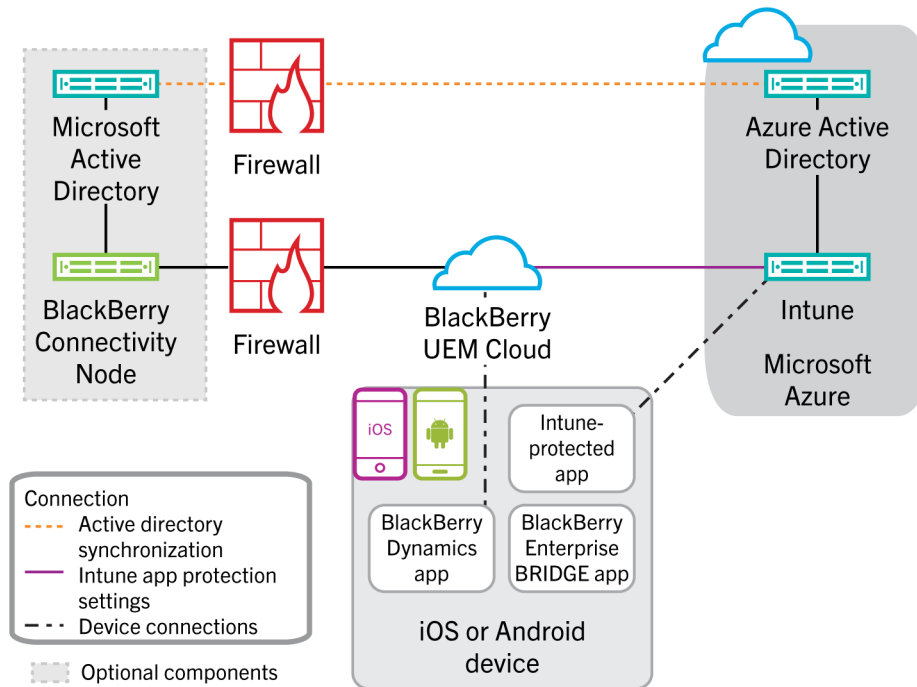 Microsoft
Active
Directory
Firewall
Azure Active
Directory
BlackBerry
Connectivity
Node
Firewall
BlackBerry
UEM Cloud
Intune
Microsoft
Azure
iOS
Intune-
protected
app
BlackBerry
Dynamics
app
BlackBerry
Enterprise
BRIDGE app
iOS or Android
device
Connection
Active directory
synchronization
Intune app protection
settings
Device connections
Optional components